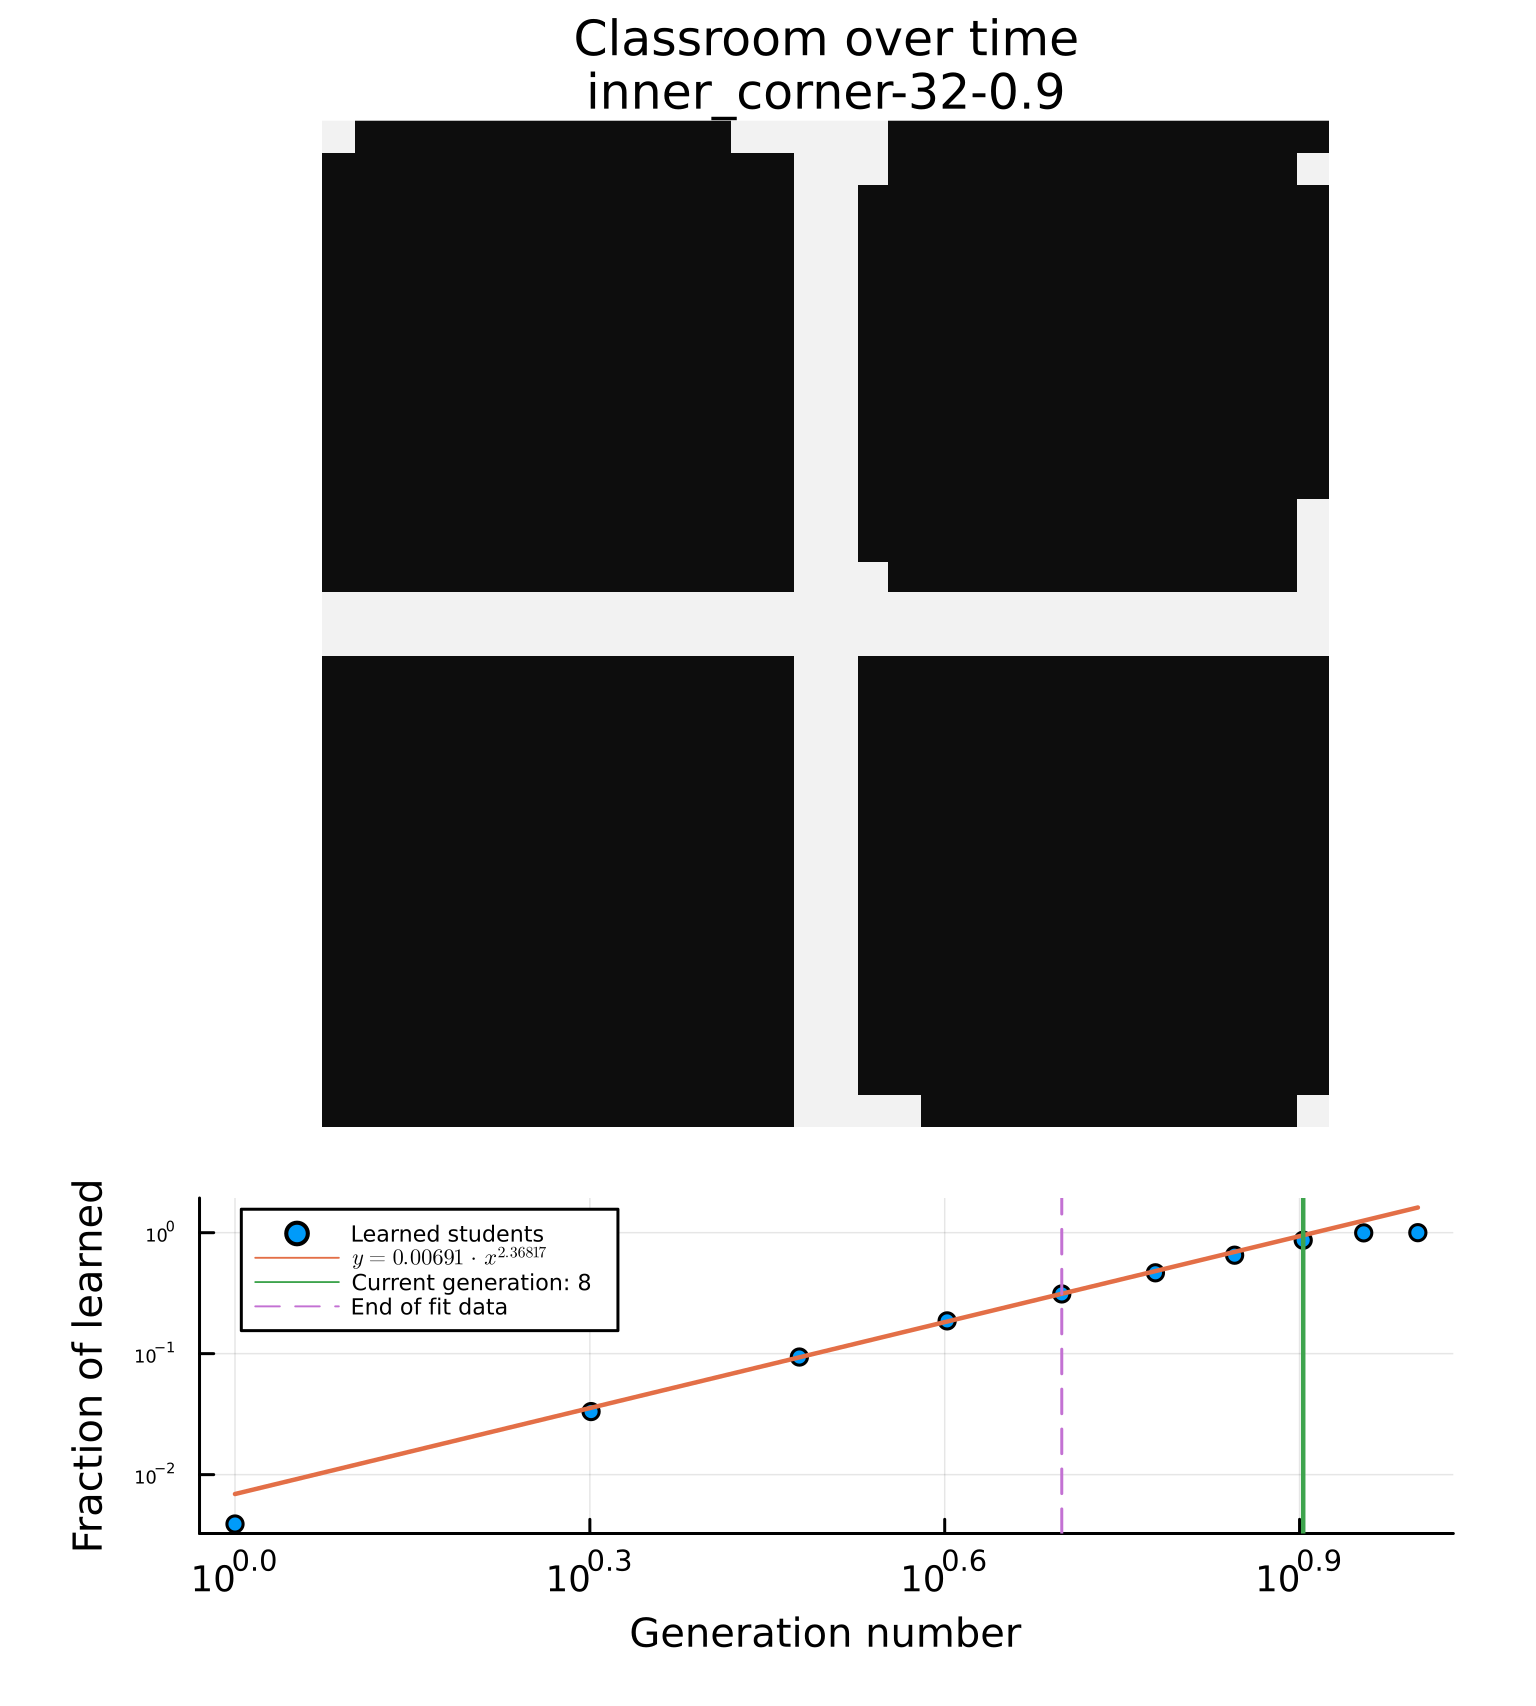 Classroom over time
inner_corner-32-0.9
Fraction of learned
10⁰
10⁻¹
10⁻²
Learned students
y = 0.00691 · x^{2.36817}
Current generation: 8
End of fit data
10^{0.0} 10^{0.3} 10^{0.6} 10^{0.9}
Generation number